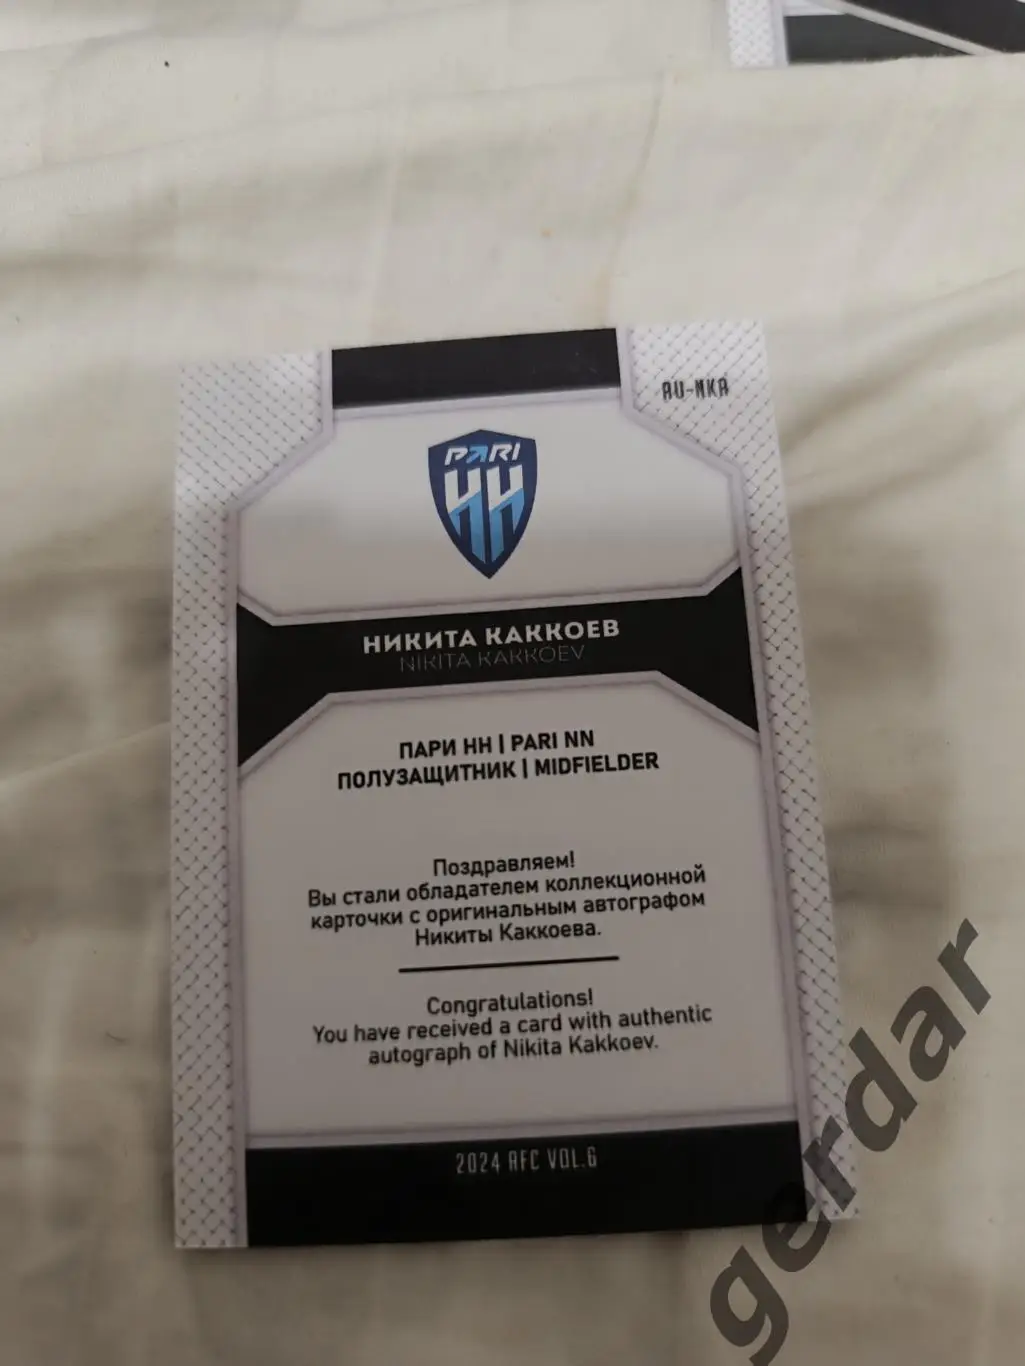 AU-NKA
PARI
НН
НИКИТА КАККОЕВ
NIKITA KAKKOEV
ПАРИ НН | PARI NN
ПОЛУЗАЩИТНИК | MIDFIELDER
Поздравляем!
Вы стали обладателем коллекционной
карточки с оригинальным автографом
Никиты Каккоева.
Congratulations!
You have received a card with authentic
autograph of Nikita Kakkoev.
2024 AFC VOL.6
gerdar